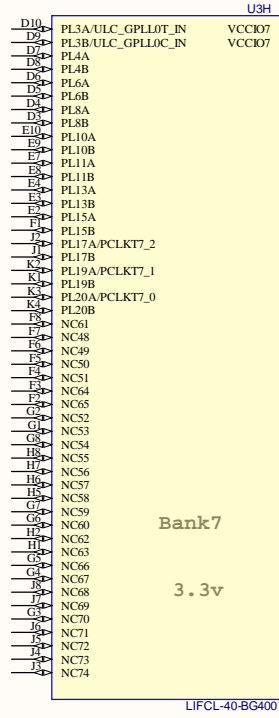 U3H
D10 PL3A/ULC_GPLL0T_IN VCCIO7
D9 PL3B/ULC_GPLL0C_IN VCCIO7
D7 PL4A
D8 PL4B
D6 PL6A
D5 PL6B
D4 PL8A
D3 PL8B
E10 PL10A
E9 PL10B
E7 PL11A
E8 PL11B
E4 PL13A
E3 PL13B
E2 PL15A
F1 PL15B
J2 PL17A/PCLKT7_2
J1 PL17B
K2 PL19A/PCLKT7_1
K1 PL19B
K3 PL20A/PCLKT7_0
K4 PL20B
F8 NC61
F7 NC48
F6 NC49
F5 NC50
F4 NC51
F3 NC64
F2 NC65
G2 NC52
G1 NC53
G8 NC54
H8 NC55
H7 NC56
H6 NC57
H5 NC58
G7 NC59
G6 NC60
H2 NC62
H1 NC63
G5 NC66
G4 NC67
J8 NC68
J7 NC69
G3 NC70
J6 NC71
J5 NC72
J4 NC73
J3 NC74
Bank7
3.3v
LIFCL-40-BG400